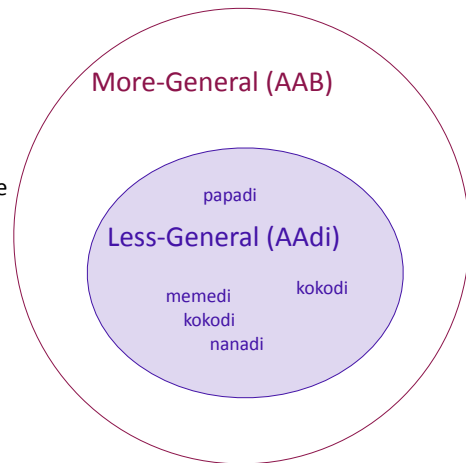 More-General (AAB)
e
papadi
Less-General (AAdi)
kokodi
memedi
kokodi
nanadi